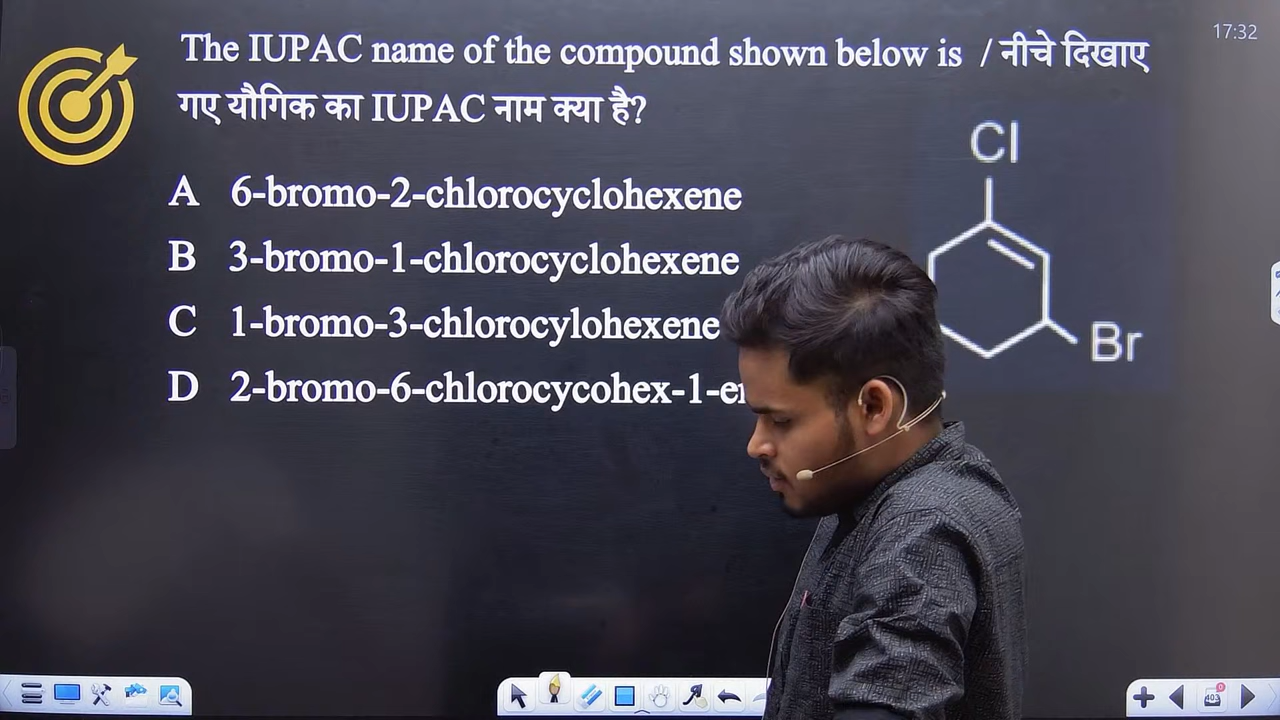 17:32
The IUPAC name of the compound shown below is / नीचे दिखाए
गए यौगिक का IUPAC नाम क्या है?
Cl
A 6-bromo-2-chlorocyclohexene
B 3-bromo-1-chlorocyclohexene
C 1-bromo-3-chlorocylohexene
Br
D 2-bromo-6-chlorocycohex-1-e
403